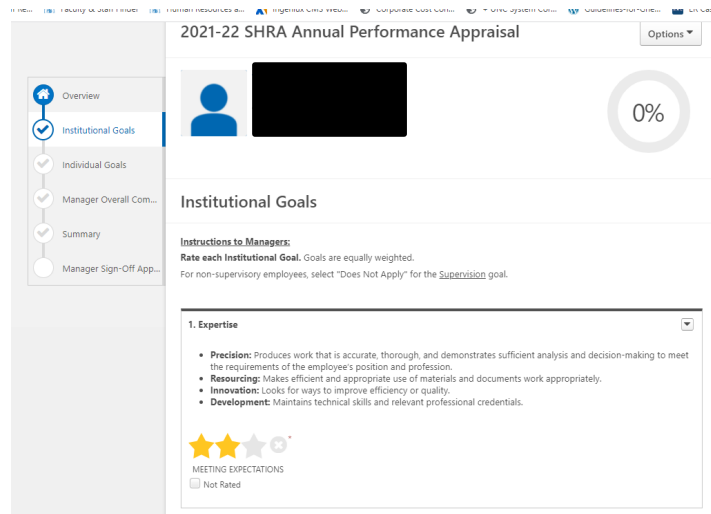 2021-22 SHRA Annual Performance Appraisal
Options
Overview
Institutional Goals
Individual Goals
Manager Overall Com...
Summary
Manager Sign-Off App...
0%
Institutional Goals
Instructions to Managers:
Rate each Institutional Goal. Goals are equally weighted.
For non-supervisory employees, select "Does Not Apply" for the Supervision goal.
1. Expertise
• Precision: Produces work that is accurate, thorough, and demonstrates sufficient analysis and decision-making to meet
the requirements of the employee's position and profession.
• Resourcing: Makes efficient and appropriate use of materials and documents work appropriately.
• Innovation: Looks for ways to improve efficiency or quality.
• Development: Maintains technical skills and relevant professional credentials.
*
MEETING EXPECTATIONS
Not Rated